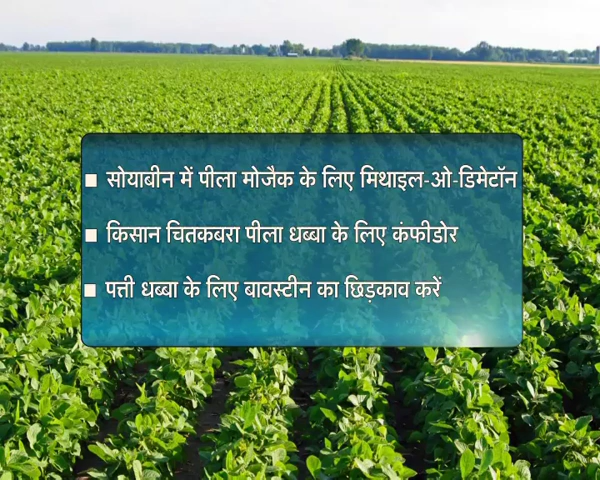 ▪ सोयाबीन में पीला मोजैक के लिए मिथाइल-ओ-डिमेटॉन
▪ किसान चितकबरा पीला धब्बा के लिए कंफीडोर
▪ पत्ती धब्बा के लिए बावस्टीन का छिड़काव करें